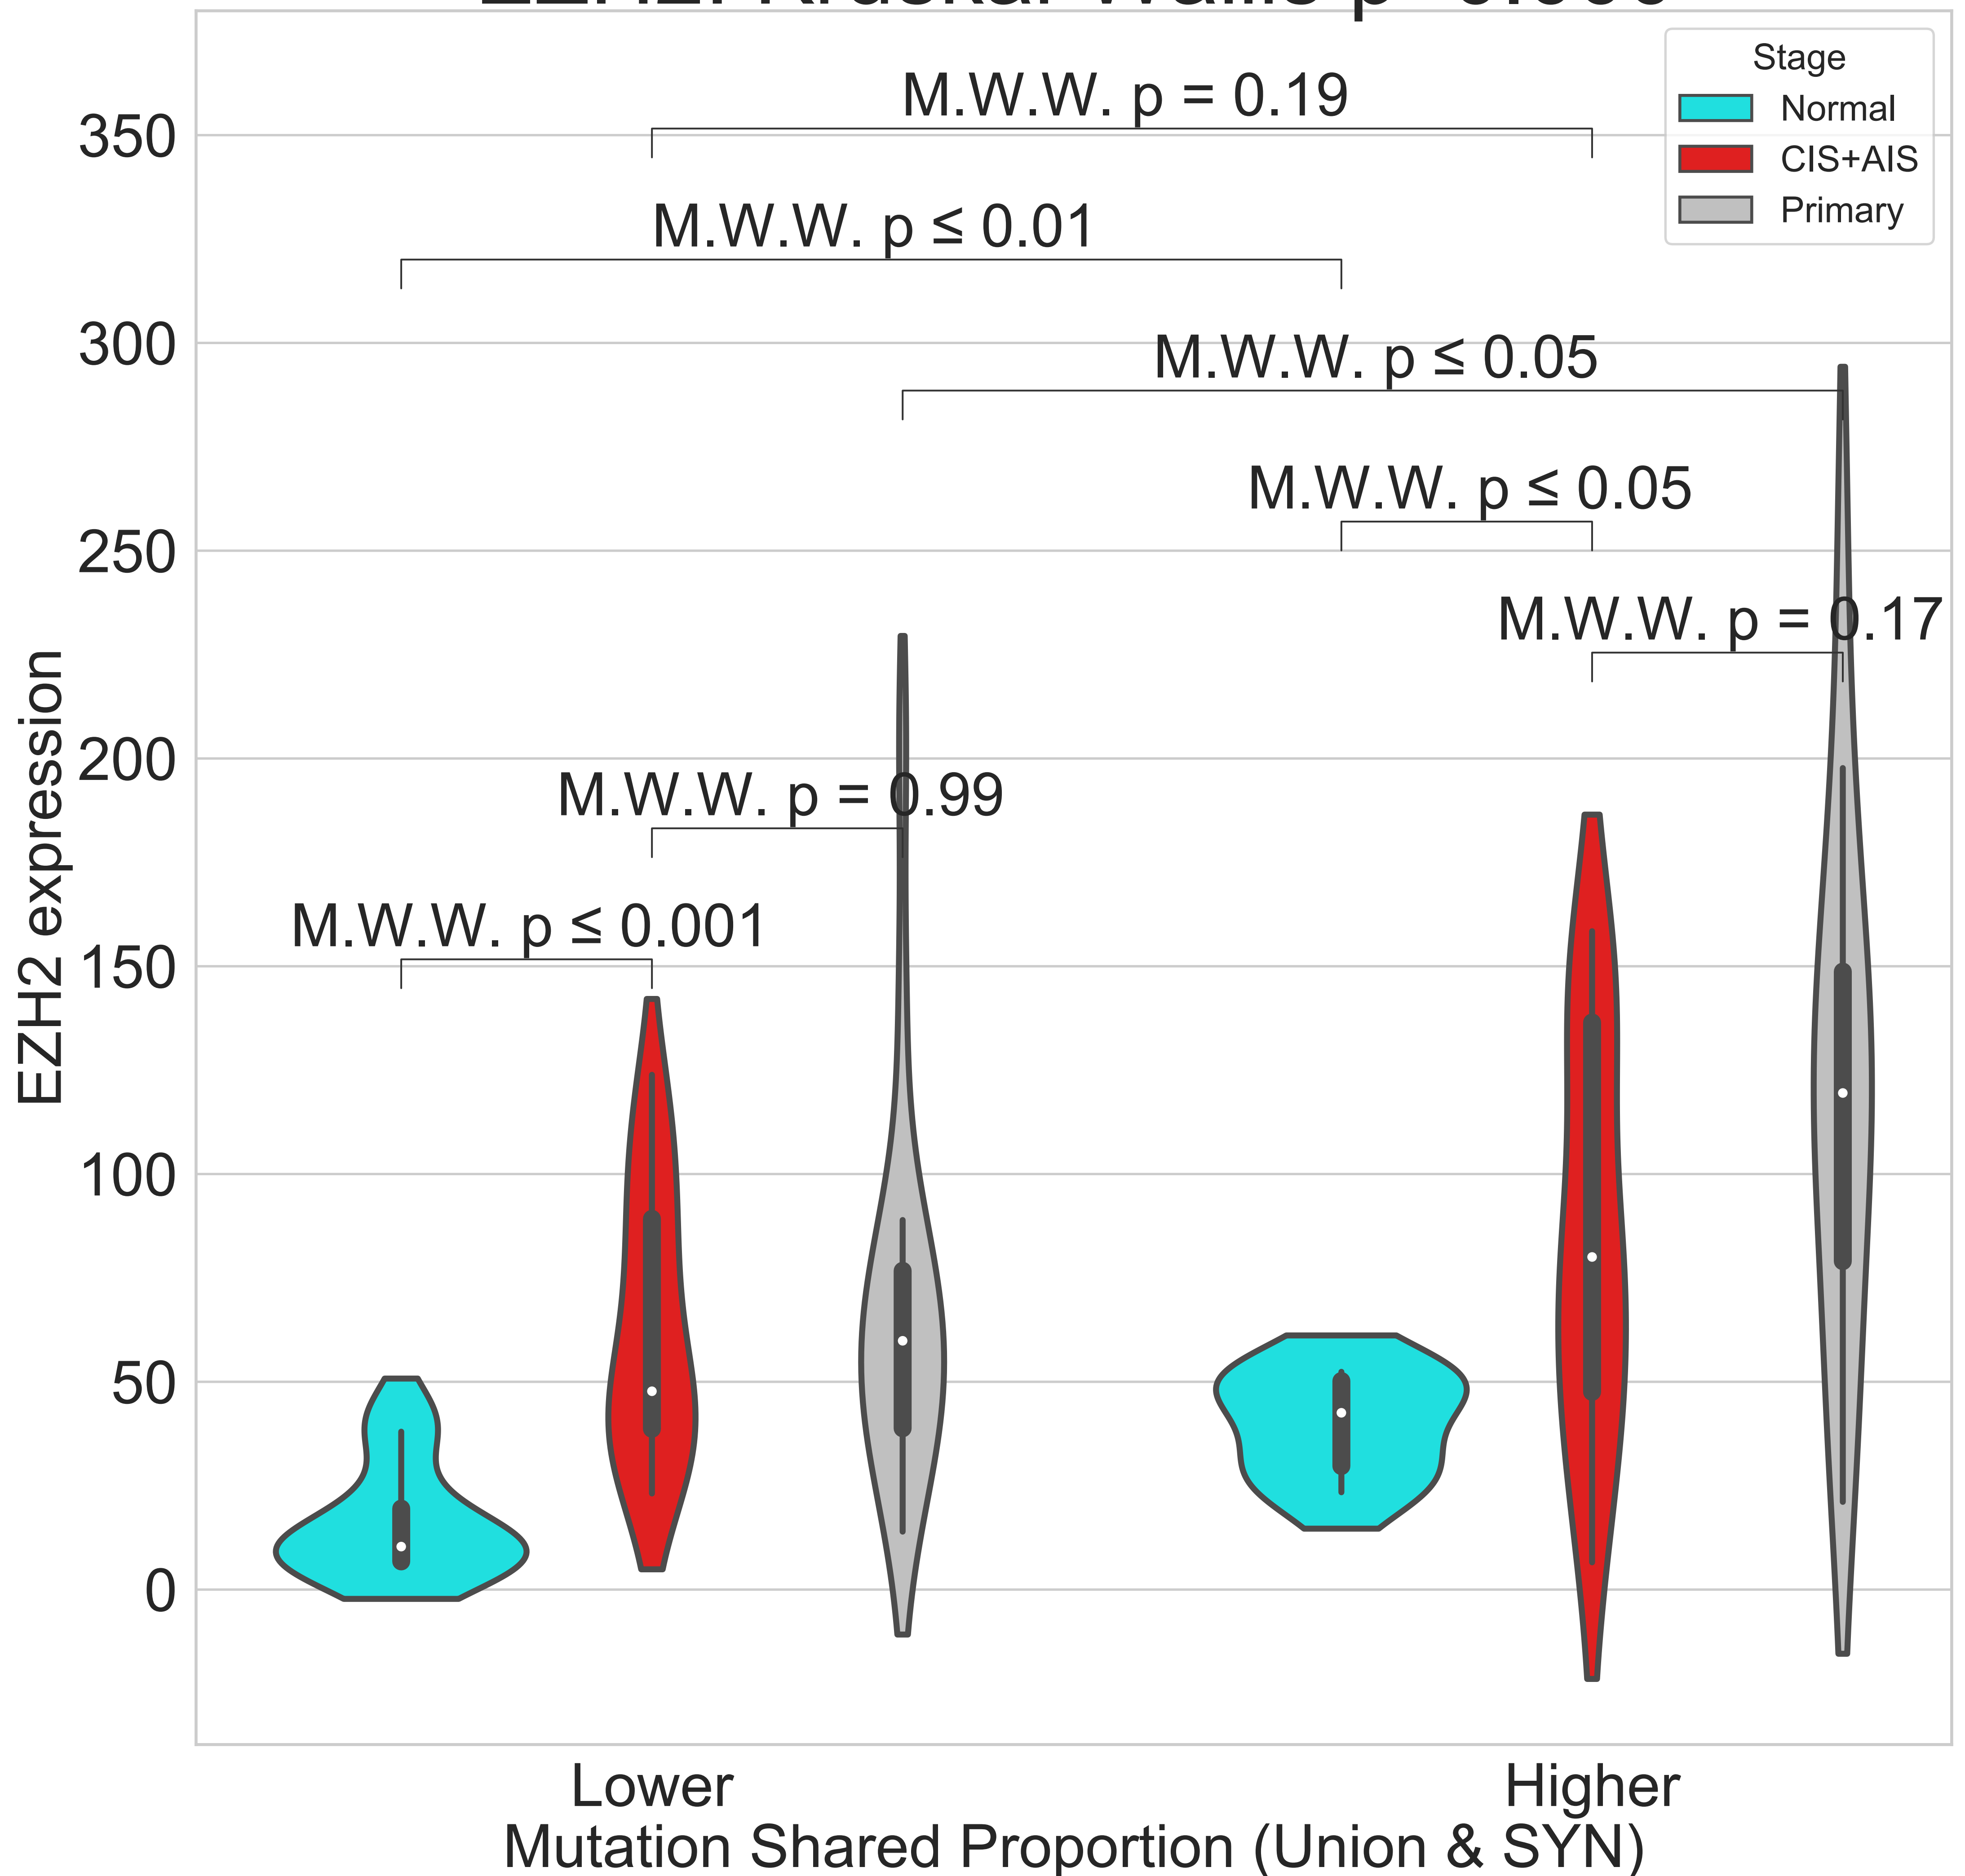 Stage
Normal
CIS+AIS
Primary
M.W.W. p = 0.19
M.W.W. p ≤ 0.01
M.W.W. p ≤ 0.05
M.W.W. p ≤ 0.05
M.W.W. p = 0.17
M.W.W. p = 0.99
M.W.W. p ≤ 0.001
350
300
250
200
150
100
50
0
EZH2 expression
Lower
Higher
Mutation Shared Proportion (Union & SYN)